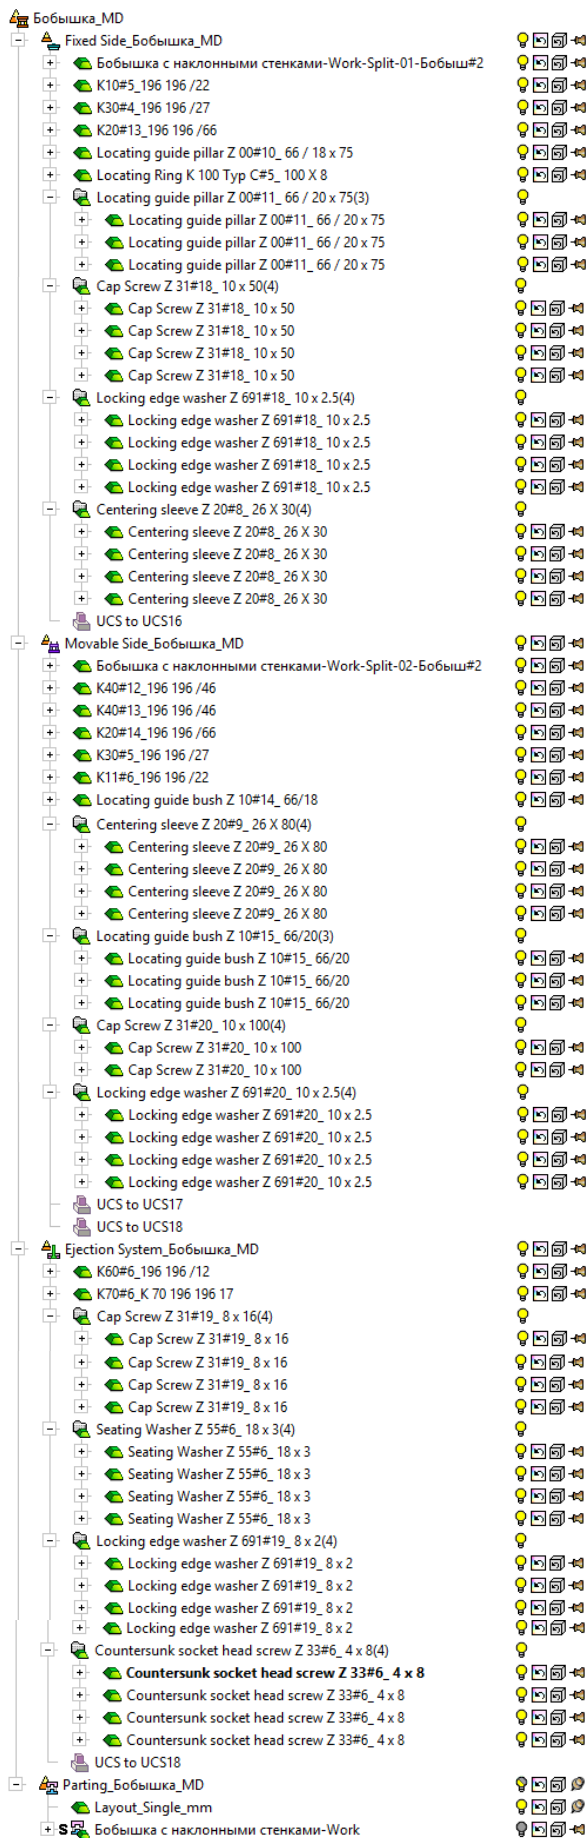 Бобышка_MD
Fixed Side_Бобышка_MD
Бобышка с наклонными стенками-Work-Split-01-Бобыш#2
K10#5_196 196 /22
K30#4_196 196 /27
K20#13_196 196 /66
Locating guide pillar Z 00#10_ 66 / 18 x 75
Locating Ring K 100 Typ C#5_ 100 X 8
Locating guide pillar Z 00#11_ 66 / 20 x 75(3)
Locating guide pillar Z 00#11_ 66 / 20 x 75
Locating guide pillar Z 00#11_ 66 / 20 x 75
Locating guide pillar Z 00#11_ 66 / 20 x 75
Cap Screw Z 31#18_ 10 x 50(4)
Cap Screw Z 31#18_ 10 x 50
Cap Screw Z 31#18_ 10 x 50
Cap Screw Z 31#18_ 10 x 50
Cap Screw Z 31#18_ 10 x 50
Locking edge washer Z 691#18_ 10 x 2.5(4)
Locking edge washer Z 691#18_ 10 x 2.5
Locking edge washer Z 691#18_ 10 x 2.5
Locking edge washer Z 691#18_ 10 x 2.5
Locking edge washer Z 691#18_ 10 x 2.5
Centering sleeve Z 20#8_ 26 X 30(4)
Centering sleeve Z 20#8_ 26 X 30
Centering sleeve Z 20#8_ 26 X 30
Centering sleeve Z 20#8_ 26 X 30
Centering sleeve Z 20#8_ 26 X 30
UCS to UCS16
Movable Side_Бобышка_MD
Бобышка с наклонными стенками-Work-Split-02-Бобыш#2
K40#12_196 196 /46
K40#13_196 196 /46
K20#14_196 196 /66
K30#5_196 196 /27
K11#6_196 196 /22
Locating guide bush Z 10#14_ 66/18
Centering sleeve Z 20#9_ 26 X 80(4)
Centering sleeve Z 20#9_ 26 X 80
Centering sleeve Z 20#9_ 26 X 80
Centering sleeve Z 20#9_ 26 X 80
Centering sleeve Z 20#9_ 26 X 80
Locating guide bush Z 10#15_ 66/20(3)
Locating guide bush Z 10#15_ 66/20
Locating guide bush Z 10#15_ 66/20
Locating guide bush Z 10#15_ 66/20
Cap Screw Z 31#20_ 10 x 100(4)
Cap Screw Z 31#20_ 10 x 100
Cap Screw Z 31#20_ 10 x 100
Locking edge washer Z 691#20_ 10 x 2.5(4)
Locking edge washer Z 691#20_ 10 x 2.5
Locking edge washer Z 691#20_ 10 x 2.5
Locking edge washer Z 691#20_ 10 x 2.5
Locking edge washer Z 691#20_ 10 x 2.5
UCS to UCS17
UCS to UCS18
Ejection System_Бобышка_MD
K60#6_196 196 /12
K70#6_K 70 196 196 17
Cap Screw Z 31#19_ 8 x 16(4)
Cap Screw Z 31#19_ 8 x 16
Cap Screw Z 31#19_ 8 x 16
Cap Screw Z 31#19_ 8 x 16
Cap Screw Z 31#19_ 8 x 16
Seating Washer Z 55#6_ 18 x 3(4)
Seating Washer Z 55#6_ 18 x 3
Seating Washer Z 55#6_ 18 x 3
Seating Washer Z 55#6_ 18 x 3
Seating Washer Z 55#6_ 18 x 3
Locking edge washer Z 691#19_ 8 x 2(4)
Locking edge washer Z 691#19_ 8 x 2
Locking edge washer Z 691#19_ 8 x 2
Locking edge washer Z 691#19_ 8 x 2
Locking edge washer Z 691#19_ 8 x 2
Countersunk socket head screw Z 33#6_ 4 x 8(4)
Countersunk socket head screw Z 33#6_ 4 x 8
Countersunk socket head screw Z 33#6_ 4 x 8
Countersunk socket head screw Z 33#6_ 4 x 8
Countersunk socket head screw Z 33#6_ 4 x 8
UCS to UCS18
Parting_Бобышка_MD
Layout_Single_mm
S Бобышка с наклонными стенками-Work